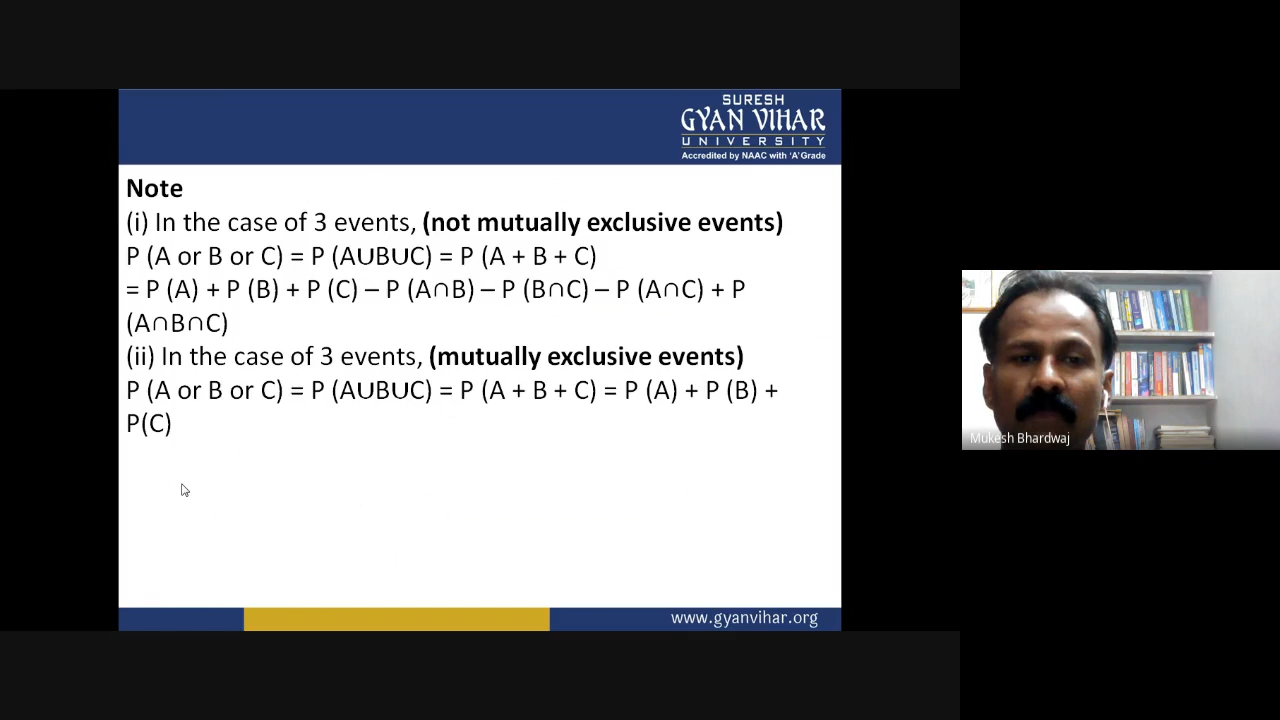 SURESH
GYAN VIHAR
UNIVERSITY
Accredited by NAAC with 'A' Grade
Note
(i) In the case of 3 events, (not mutually exclusive events)
P (A or B or C) = P (A∪B∪C) = P (A + B + C)
= P (A) + P (B) + P (C) – P (A∩B) – P (B∩C) – P (A∩C) + P
(A∩B∩C)
(ii) In the case of 3 events, (mutually exclusive events)
P (A or B or C) = P (A∪B∪C) = P (A + B + C) = P (A) + P (B) +
P(C)
www.gyanvihar.org
Mukesh Bhardwaj